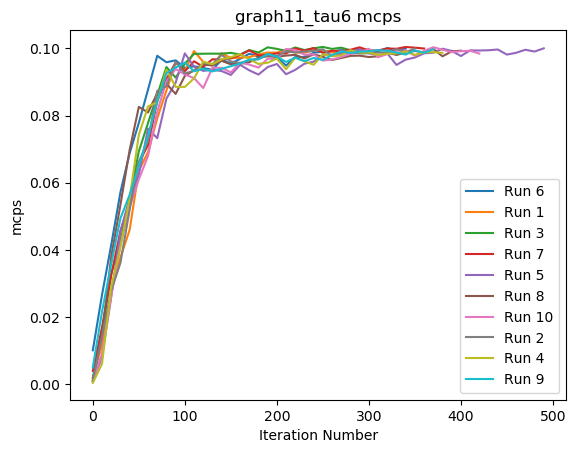 graph11_tau6 mcps
mcps
0.10
0.08
0.06
0.04
0.02
0.00
0
100
200
300
400
500
Iteration Number
Run 6
Run 1
Run 3
Run 7
Run 5
Run 8
Run 10
Run 2
Run 4
Run 9